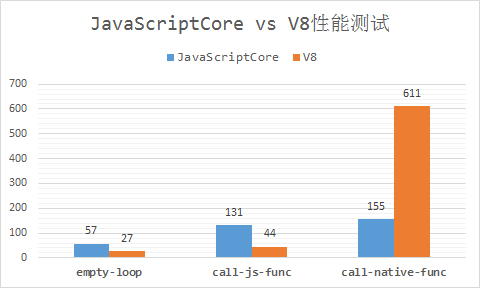 JavaScriptCore vs V8性能测试
JavaScriptCore V8
700
600
500
400
300
200
100
0
57
27
131
44
155
611
empty-loop
call-js-func
call-native-func